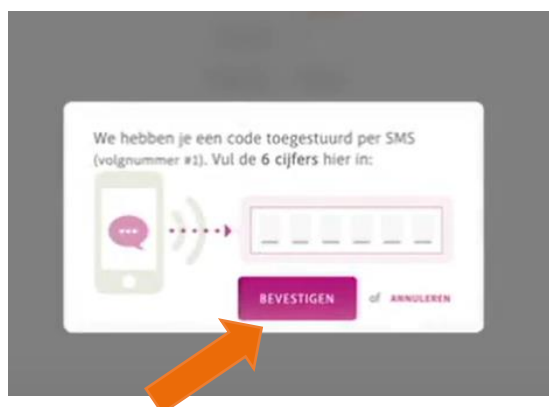 We hebben je een code toegestuurd per SMS
(volgnummer #1). Vul de 6 cijfers hier in:
BEVESTIGEN of ANNULEREN